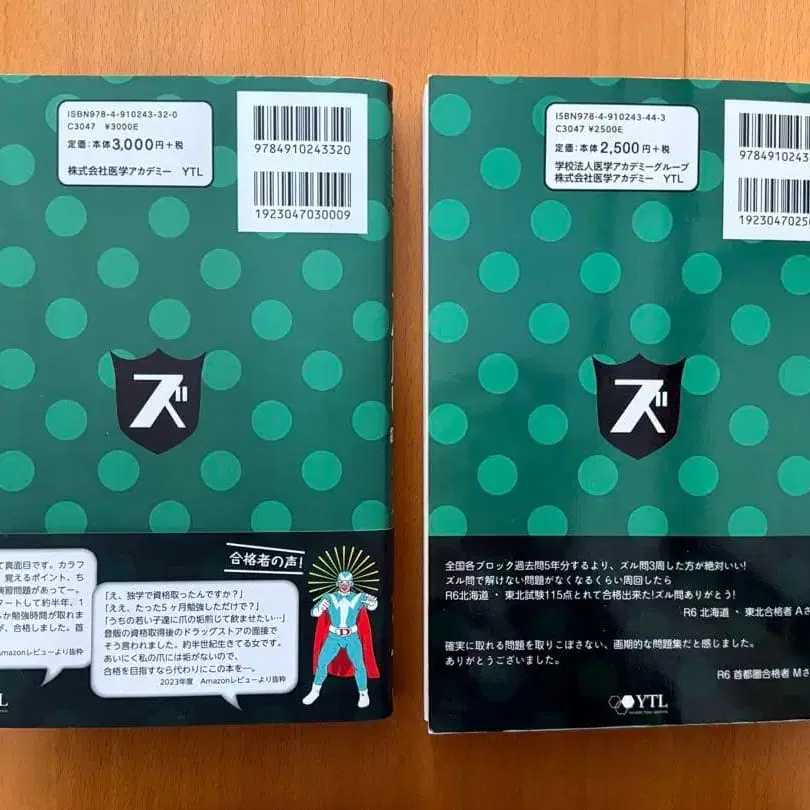 ISBN978-4-910243-32-0
C3047 ¥3000E
定価:本体3,000円+税
株式会社医学アカデミー YTL
9784910243320
1923047030009
ズ
て真面目です。カラフ
覚えるポイント、ち
演習問題があってー。
タートして約半年、1
か勉強時間が取れま
が、合格しました。首
Amazonレビューより抜粋
合格者の声!
「え、独学で資格取ったんですか?」
「ええ、たった5ヶ月勉強しただけで?」
「うちの若い子達に爪の垢煎じて飲ませたい…」
登販の資格取得後のドラッグストアの面接で
そう言われました。約半世紀生きてる女です。
あいにく私の爪には垢がないので、
合格を目指すなら代わりにこの本を―。
2023年度 Amazonレビューより抜粋
D
YTL
ISBN978-4-910243-44-3
C3047 ¥2500E
定価:本体2,500円+税
学校法人医学アカデミーグループ
株式会社医学アカデミー YTL
978491024
192304702
ズ
全国各ブロック過去問5年分するより、ズル問3周した方が絶対いい!
ズル問で解けない問題がなくなるくらい周回したら
R6北海道・東北試験115点とれて合格出来た!ズル問ありがとう!
R6 北海道・東北合格者 Aさ
確実に取れる問題を取りこぼさない、画期的な問題集だと感じました。
ありがとうございました。
R6 首都圏合格者 Mさ
YTL